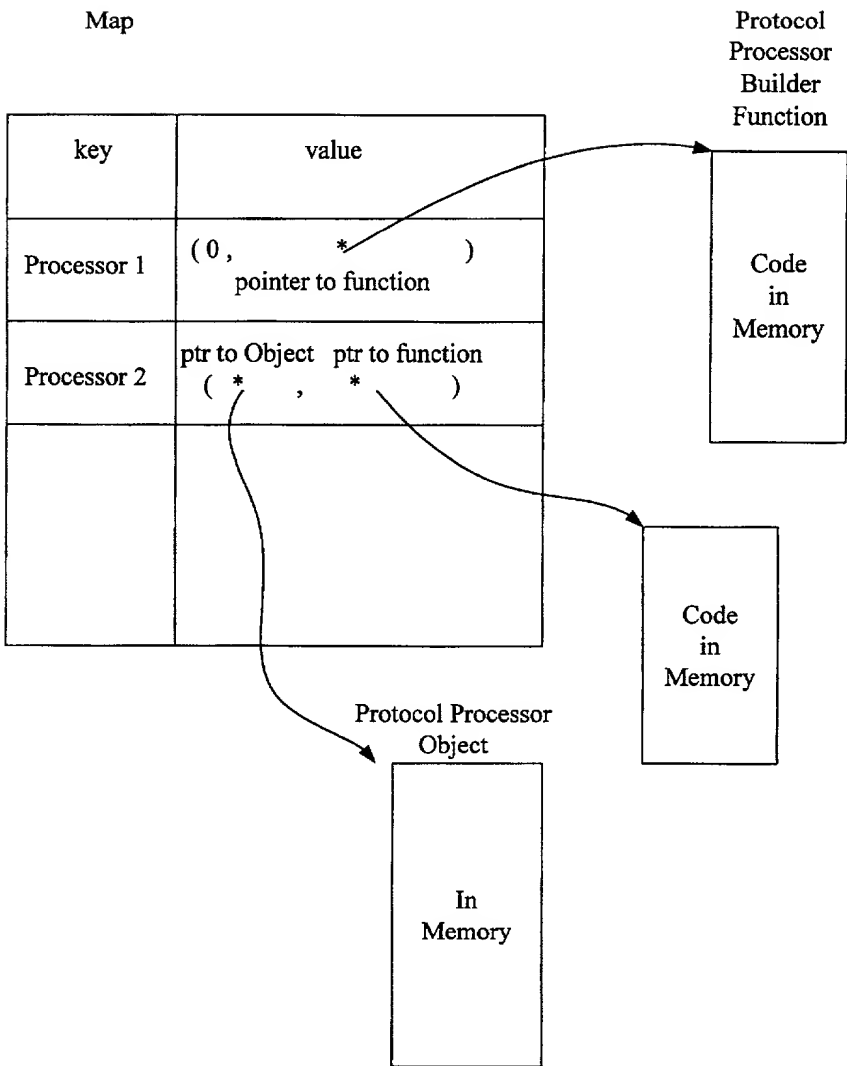 Map
Protocol
Processor
Builder
Function
key value
Processor 1 ( 0 , * )
pointer to function
Code
in
Memory
ptr to Object ptr to function
Processor 2 ( * , * )
Code
in
Memory
Protocol Processor
Object
In
Memory